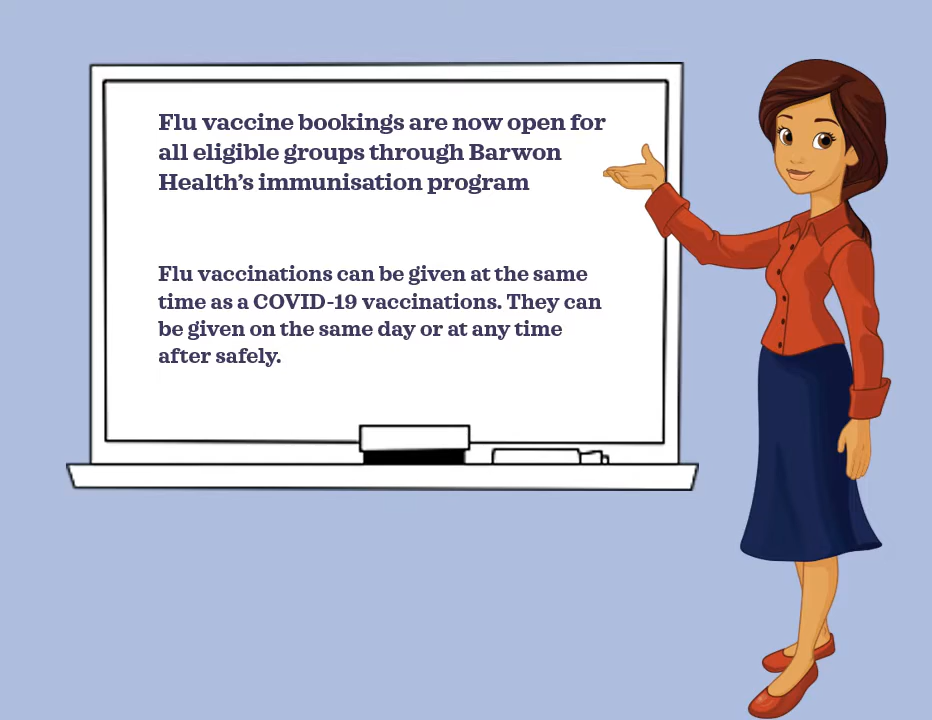 Flu vaccine bookings are now open for
all eligible groups through Barwon
Health’s immunisation program
Flu vaccinations can be given at the same
time as a COVID-19 vaccinations. They can
be given on the same day or at any time
after safely.